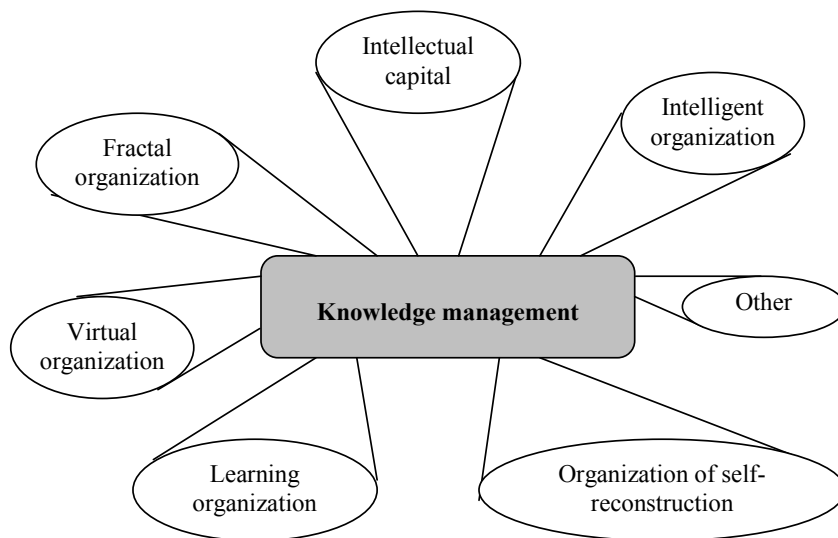 Intellectual
capital
Intelligent
organization
Fractal
organization
Knowledge management
Other
Virtual
organization
Learning
organization
Organization of self-
reconstruction